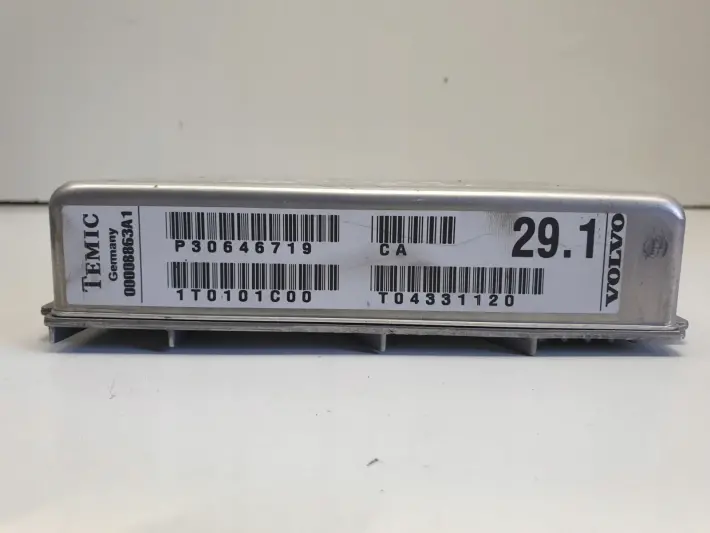 TEMIC
Germany
00008863A1
P30646719
CA
29.1
1T0101C00
T04331120
VOLVO